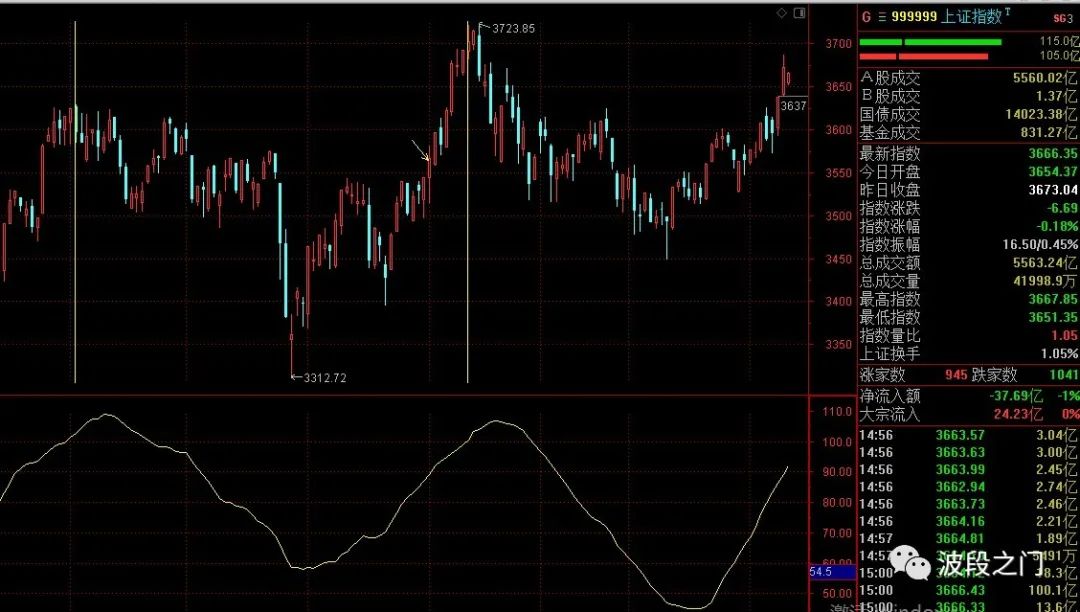 3723.85
3312.72
3637
3700
3650
3600
3550
3500
3450
3400
3350
110.0
100.0
90.00
80.00
70.00
60.00
54.5
50.00
G 999999 上证指数 T SG3
115.0亿
105.0亿
A股成交 5560.02亿
B股成交 1.37亿
国债成交 14023.38亿
基金成交 831.27亿
最新指数 3666.35
今日开盘 3654.37
昨日收盘 3673.04
指数涨跌 -6.69
指数涨幅 -0.18%
指数振幅 16.50/0.45%
总成交额 5563.24亿
总成交量 41998.9万
最高指数 3667.85
最低指数 3651.35
指数量比 1.05
上证换手 1.05%
涨家数 945 跌家数 1041
净流入额 -37.69亿 -1%
大宗流入 24.23亿 0%
14:56 3663.57 3.04亿
14:56 3663.63 3.00亿
14:56 3663.99 2.45亿
14:56 3662.94 2.74亿
14:56 3663.73 2.46亿
14:56 3664.16 2.21亿
14:57 3664.81 1.89亿
14:57
波段之门
15:00
15:00 3666.43 100.1亿
15:00 3666.33 13.6亿